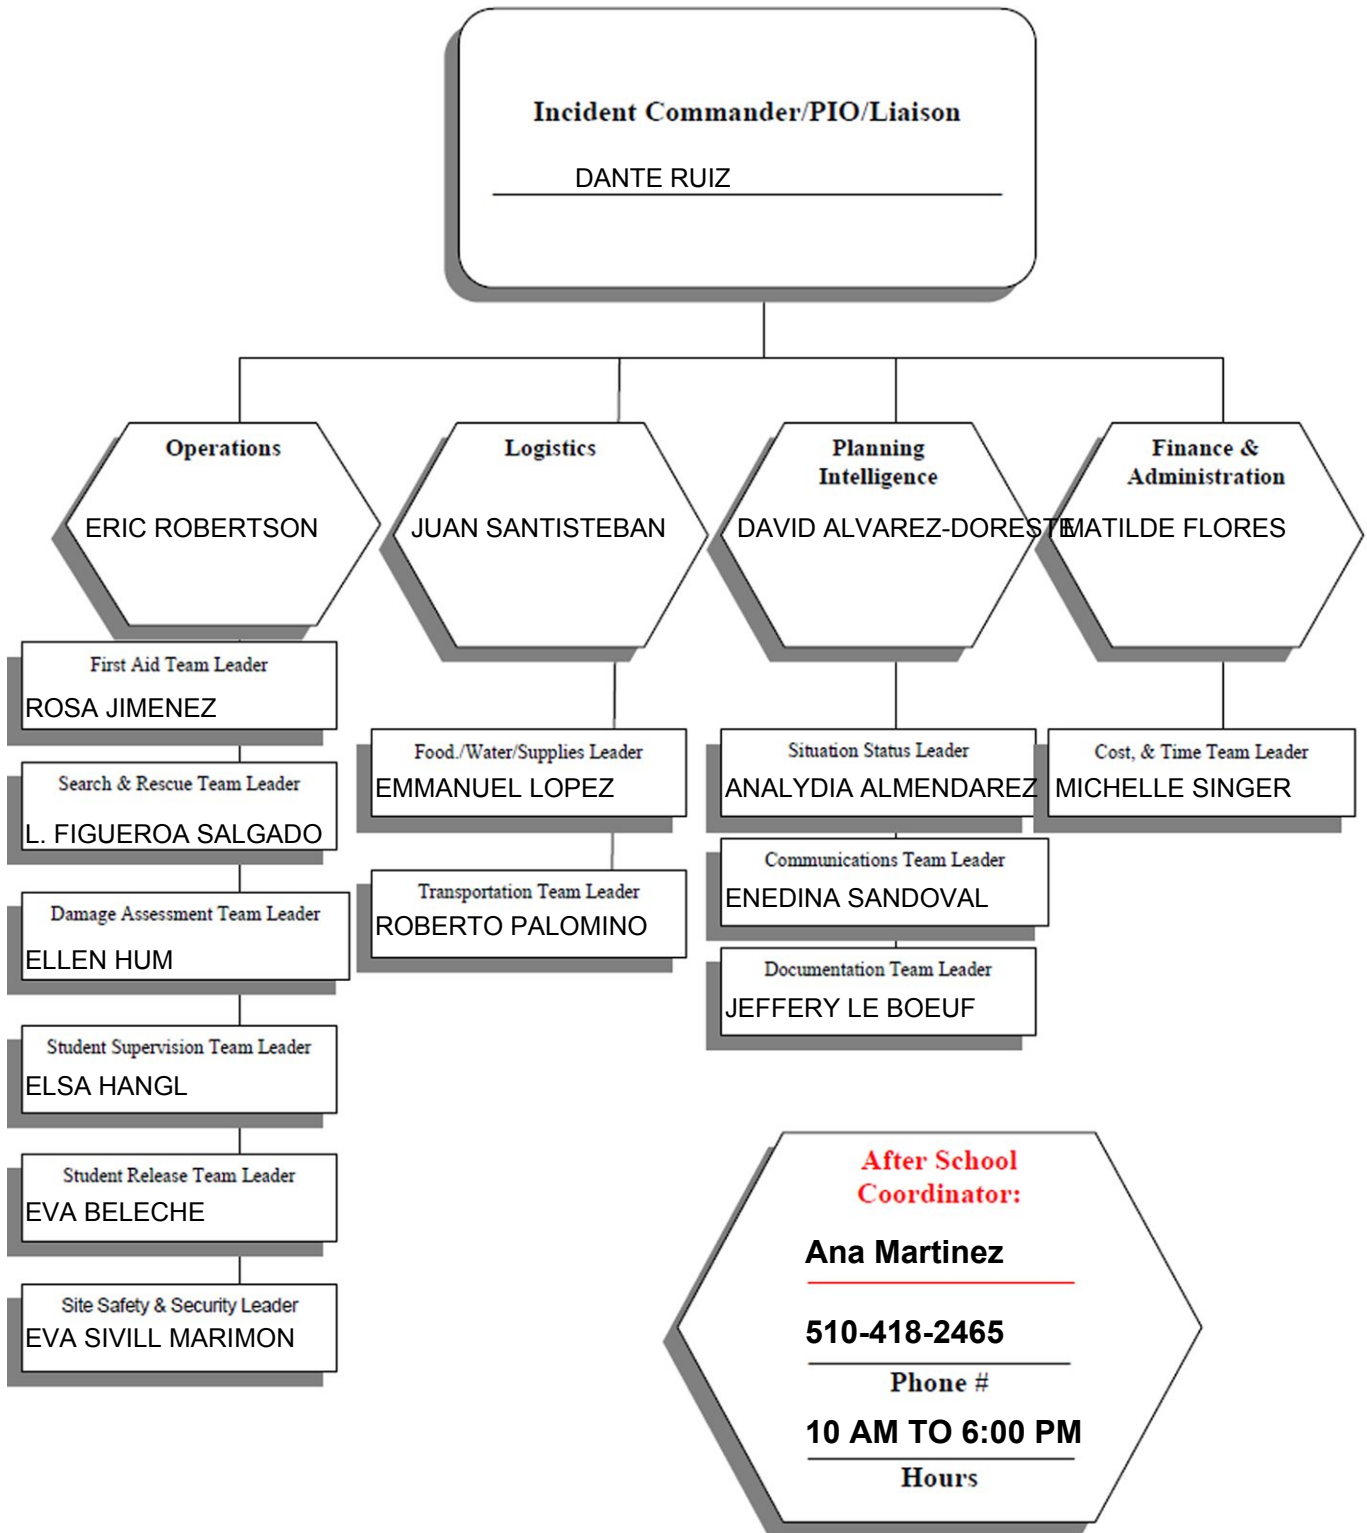 Incident Commander/PIO/Liaison
DANTE RUIZ
Operations
ERIC ROBERTSON
First Aid Team Leader
ROSA JIMENEZ
Search & Rescue Team Leader
L. FIGUEROA SALGADO
Damage Assessment Team Leader
ELLEN HUM
Student Supervision Team Leader
ELSA HANGL
Student Release Team Leader
EVA BELECHE
Site Safety & Security Leader
EVA SIVILL MARIMON
Logistics
JUAN SANTISTEBAN
Food./Water/Supplies Leader
EMMANUEL LOPEZ
Transportation Team Leader
ROBERTO PALOMINO
Planning
Intelligence
DAVID ALVAREZ-DORESTE
Situation Status Leader
ANALYDIA ALMENDAREZ
Communications Team Leader
ENEDINA SANDOVAL
Documentation Team Leader
JEFFERY LE BOEUF
Finance &
Administration
MATILDE FLORES
Cost, & Time Team Leader
MICHELLE SINGER
After School
Coordinator:
Ana Martinez
510-418-2465
Phone #
10 AM TO 6:00 PM
Hours